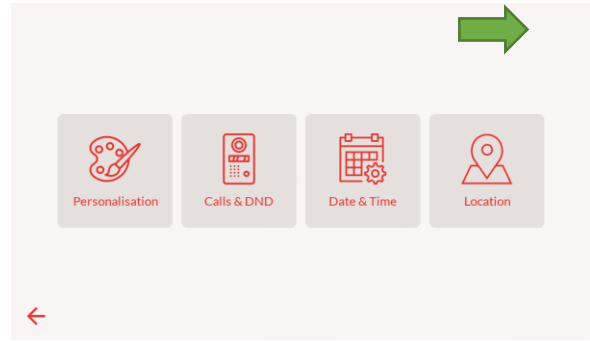 Personalisation
Calls & DND
Date & Time
Location